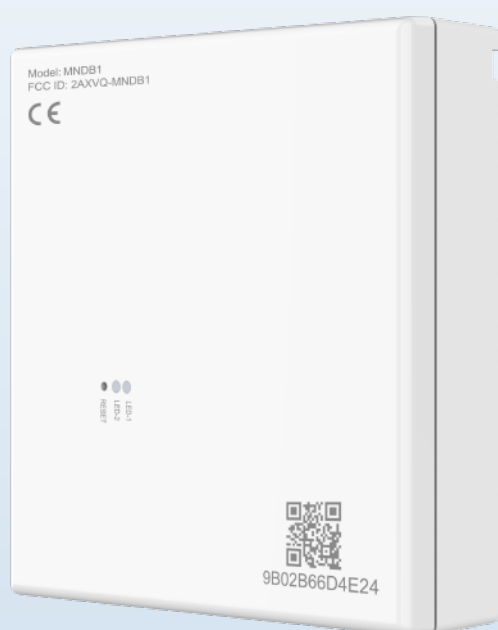 Model: MNDB1
FCC ID: 2AXVQ-MNDB1
CE
RESET
LED-2
LED-1
9B02B66D4E24